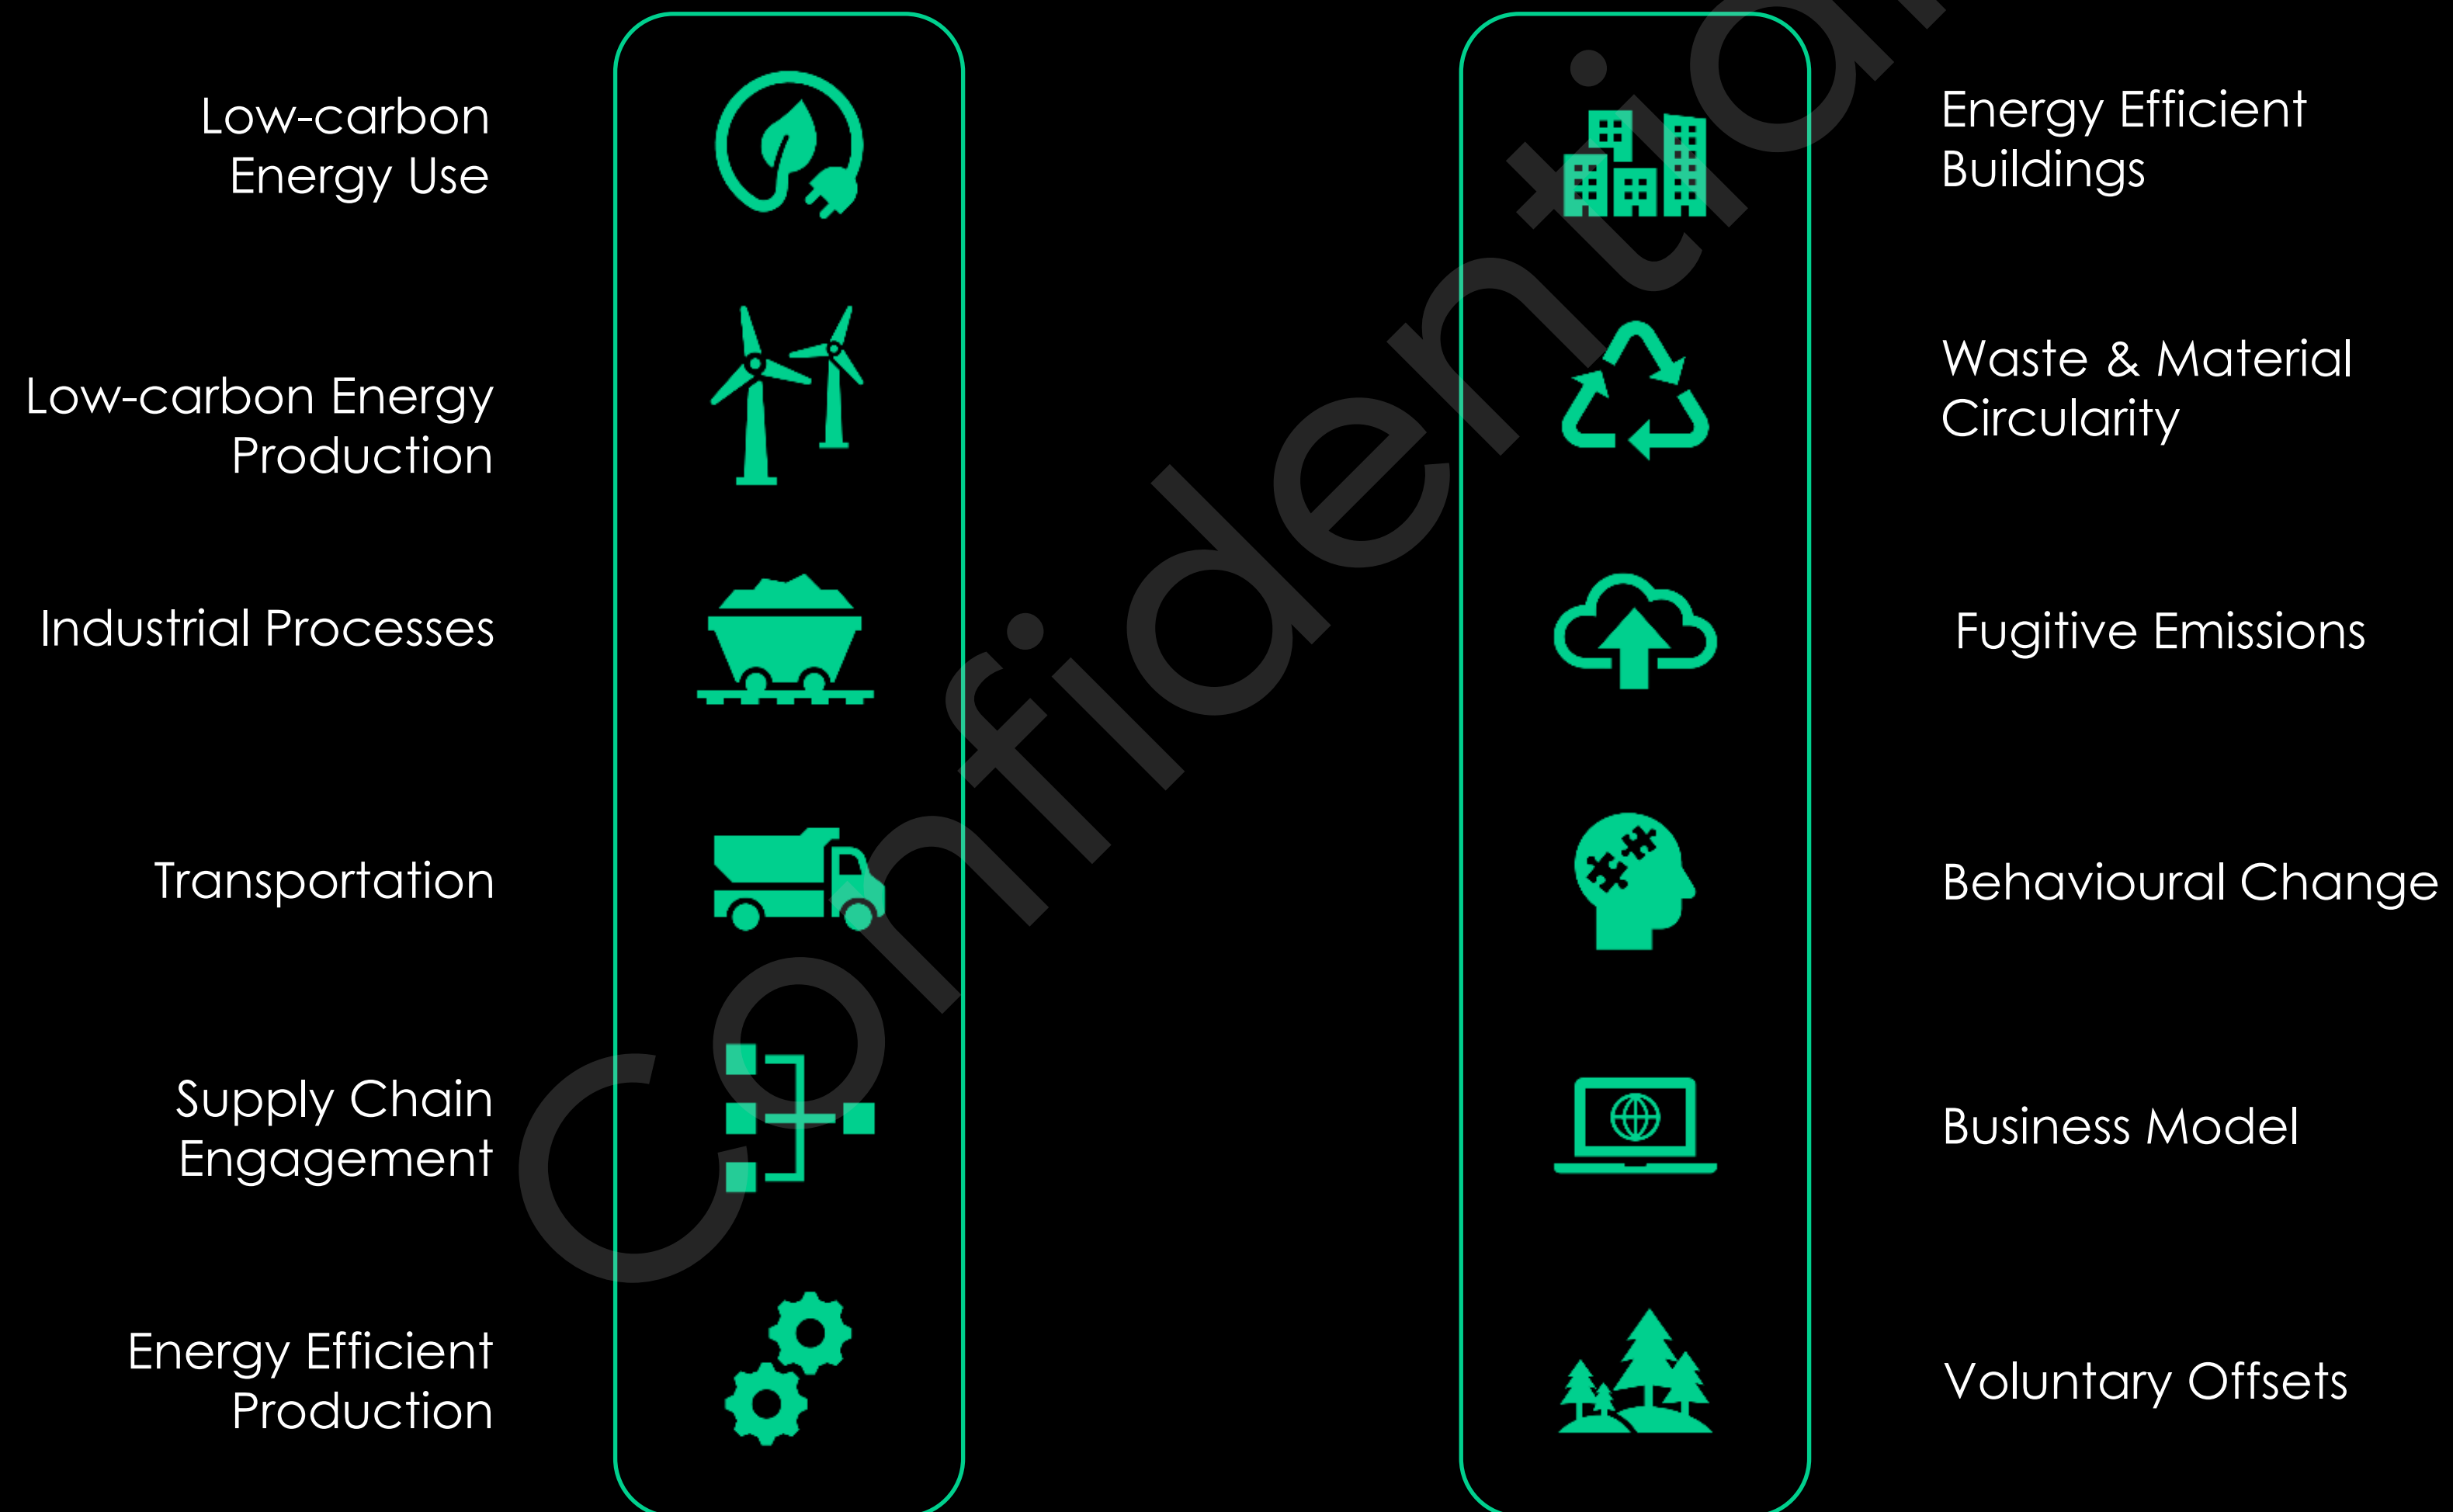 Low-carbon
Energy Use
Low-carbon Energy
Production
Industrial Processes
Transportation
Supply Chain
Engagement
Energy Efficient
Production
Energy Efficient
Buildings
Waste & Material
Circularity
Fugitive Emissions
Behavioural Change
Business Model
Voluntary Offsets
Confidential